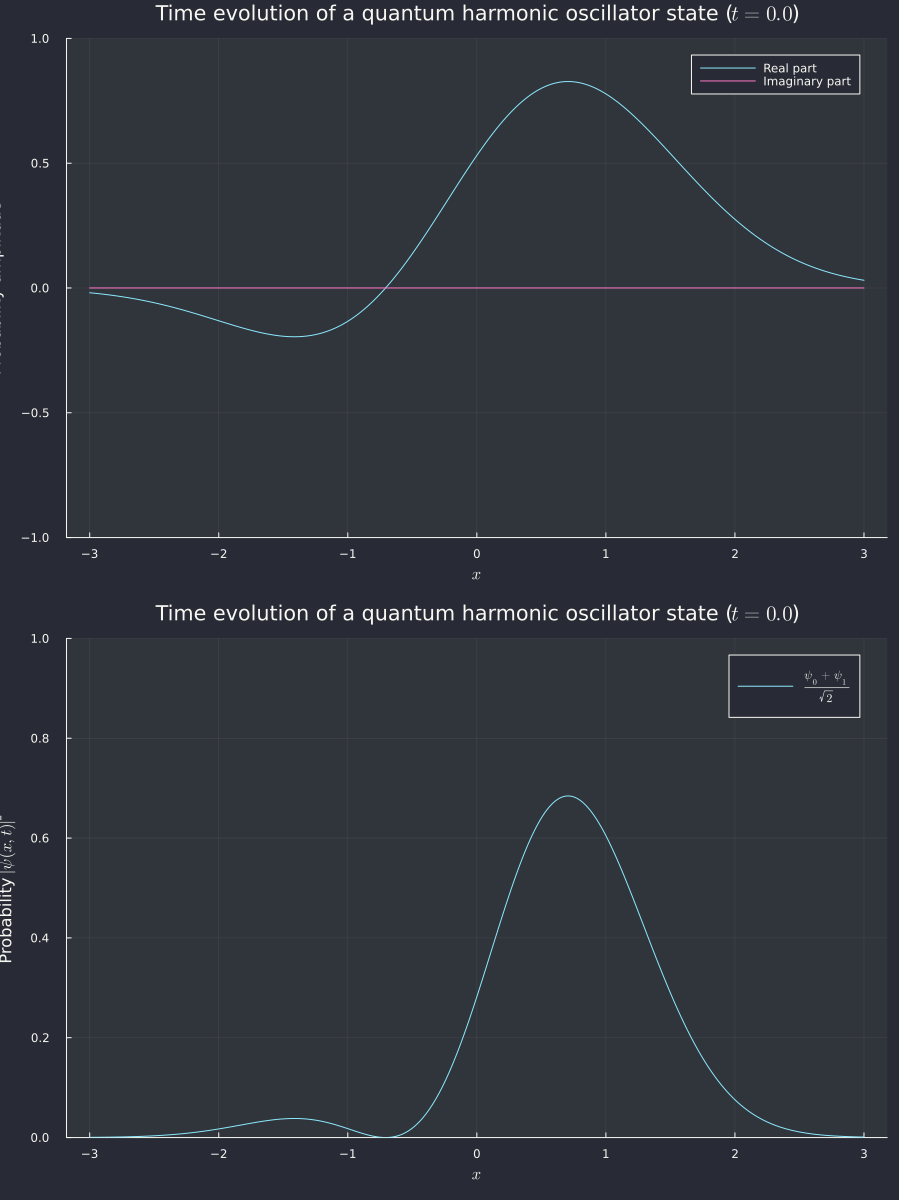 Time evolution of a quantum harmonic oscillator state (t = 0.0)
1.0
Real part
Imaginary part
0.5
0.0
−0.5
−1.0
−3 −2 −1 0 1 2 3
x
Time evolution of a quantum harmonic oscillator state (t = 0.0)
1.0
(ψ₀ + ψ₁)/√2
0.8
0.6
Probability |ψ(x, t)|
0.4
0.2
0.0
−3 −2 −1 0 1 2 3
x